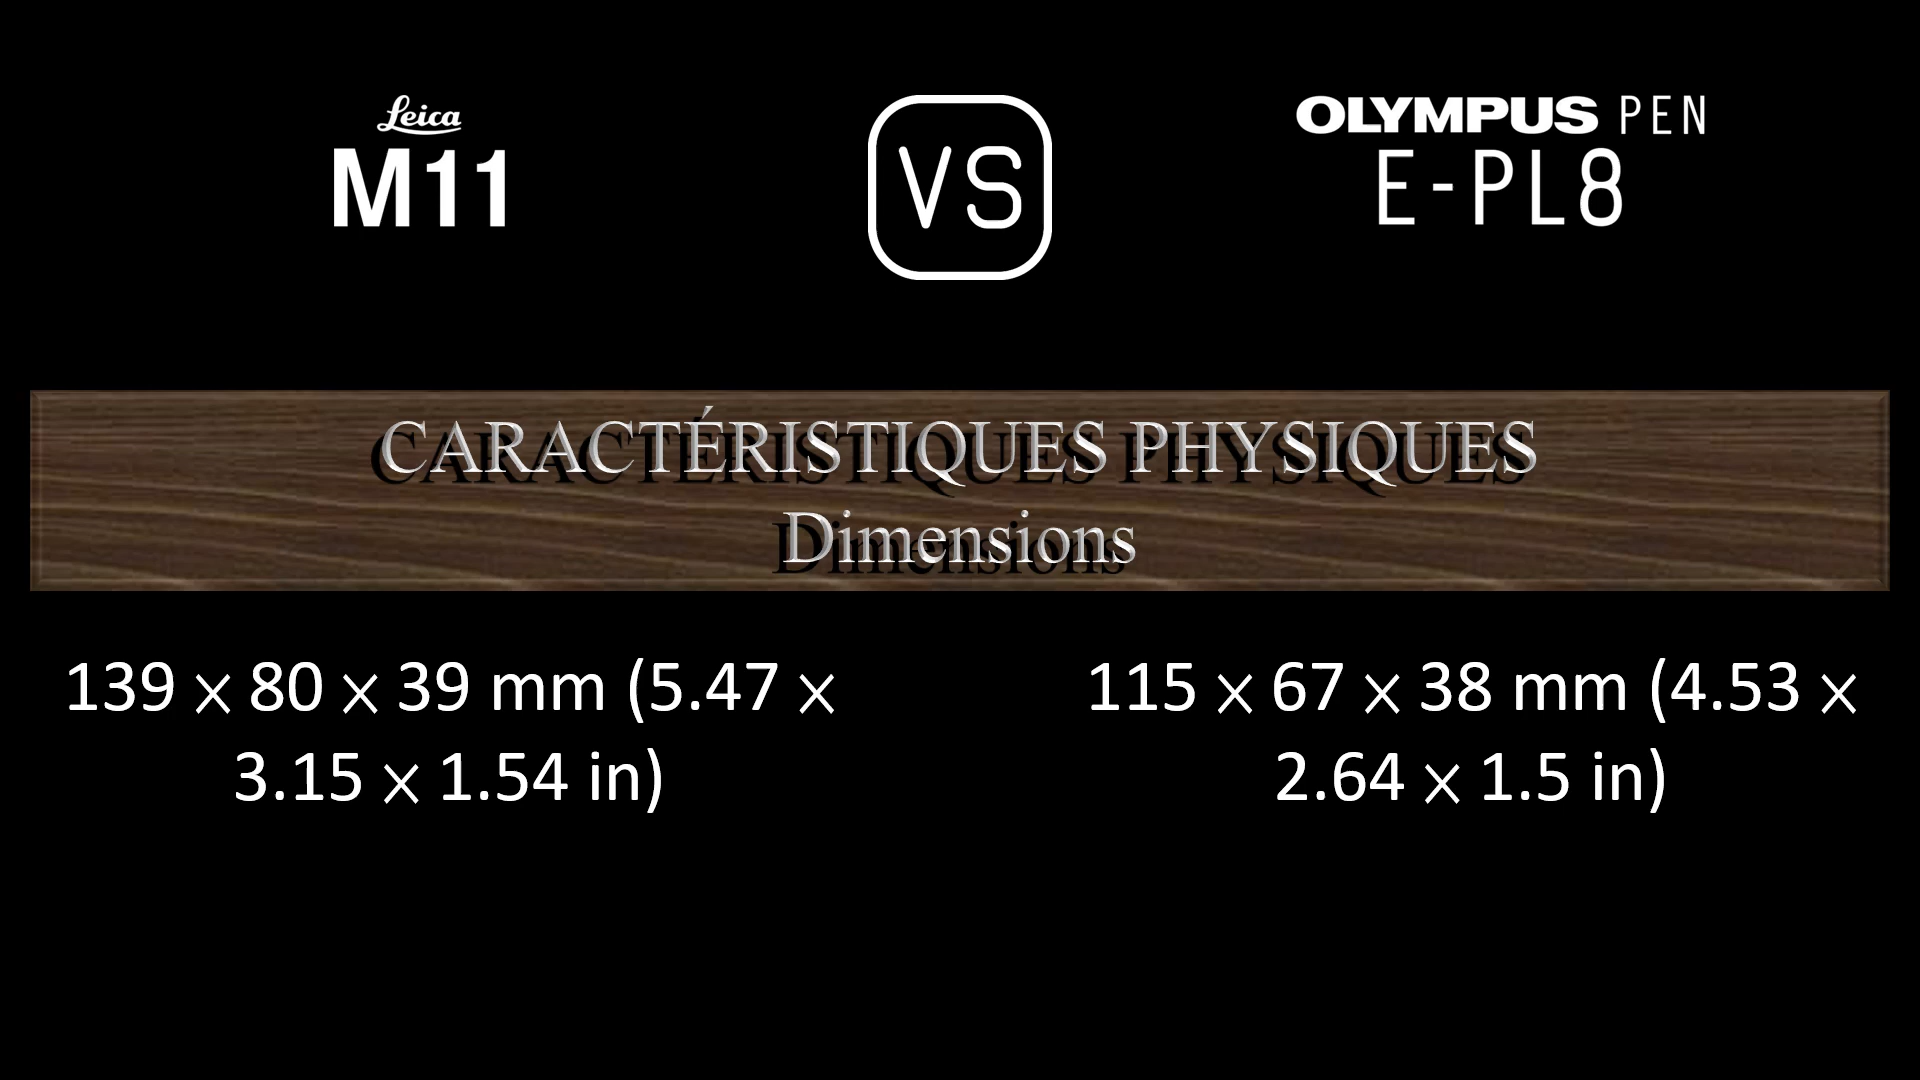 Leica
M11
VS
OLYMPUS PEN
E-PL8
CARACTÉRISTIQUES PHYSIQUES
Dimensions
139 x 80 x 39 mm (5.47 x
3.15 x 1.54 in)
115 x 67 x 38 mm (4.53 x
2.64 x 1.5 in)